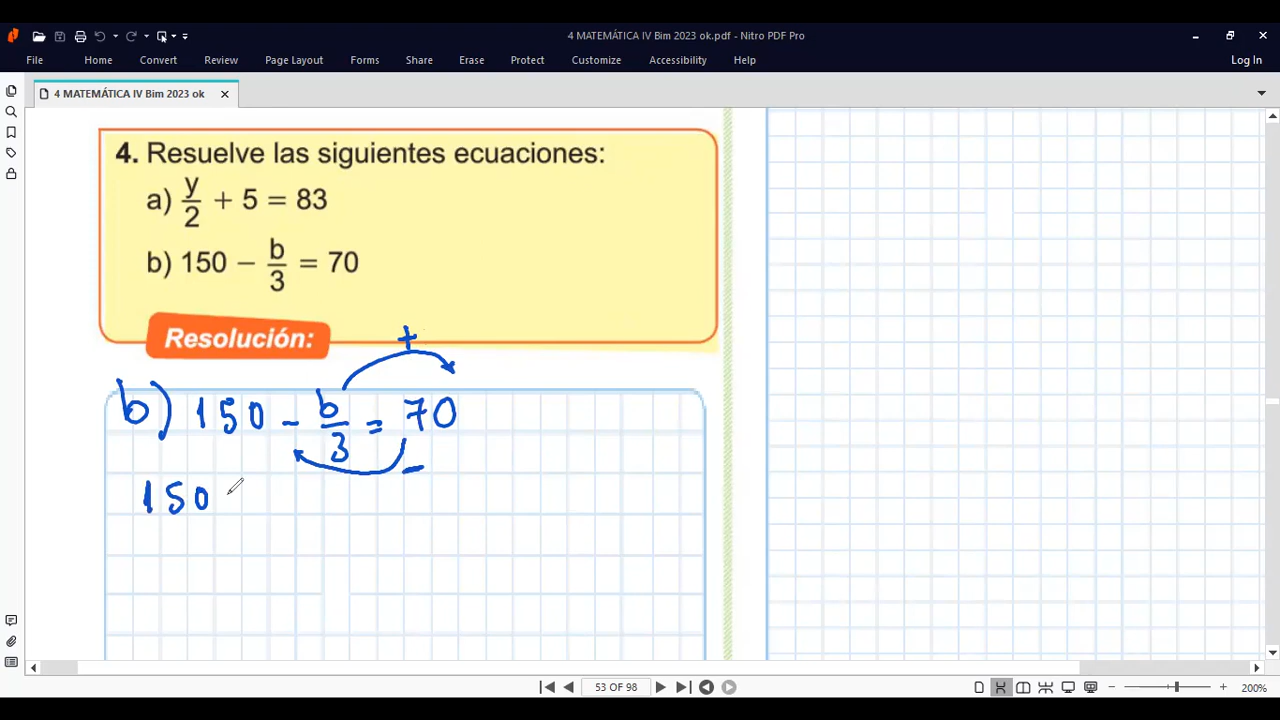 4 MATEMÁTICA IV Bim 2023 ok.pdf - Nitro PDF Pro
File Home Convert Review Page Layout Forms Share Erase Protect Customize Accessibility Help Log In
4 MATEMÁTICA IV Bim 2023 ok
4. Resuelve las siguientes ecuaciones:
a) y/2 + 5 = 83
b) 150 − b/3 = 70
Resolución:
+
b) 150 - b/3 = 70
-
150
53 OF 98
200%